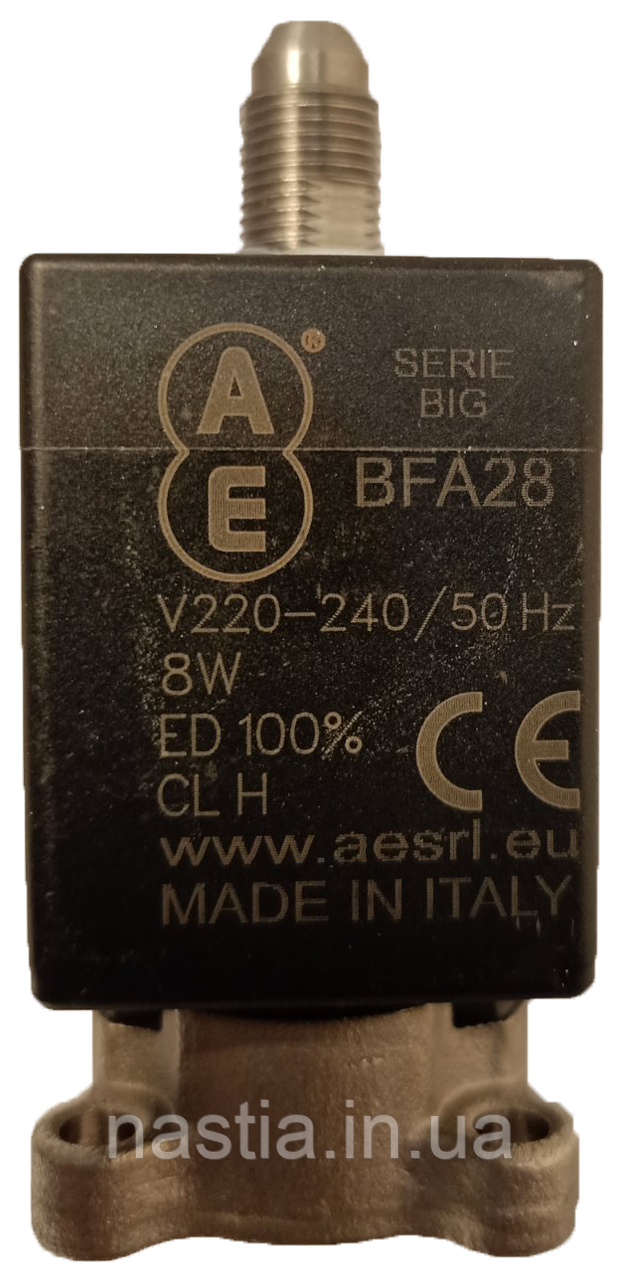 A
E
®
SERIE
BIG
BFA28
V220-240/50 Hz
8W
ED 100%
CL H
CE
www.aesrl.eu
MADE IN ITALY
nastia.in.ua